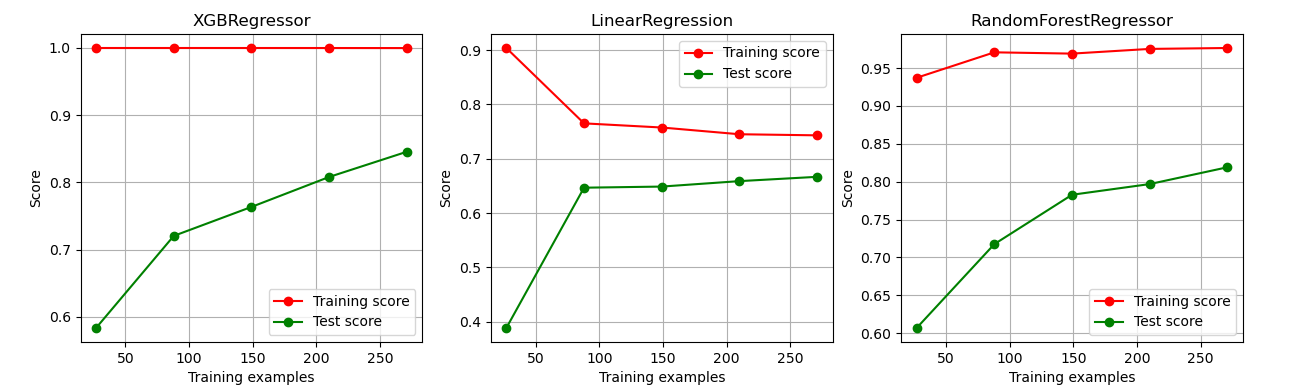 XGBRegressor
1.0
0.9
0.8
0.7
0.6
Score
50
100
150
200
250
Training examples
Training score
Test score
LinearRegression
0.9
0.8
0.7
0.6
0.5
0.4
Score
50
100
150
200
250
Training examples
Training score
Test score
RandomForestRegressor
0.95
0.90
0.85
0.80
0.75
0.70
0.65
0.60
Score
50
100
150
200
250
Training examples
Training score
Test score